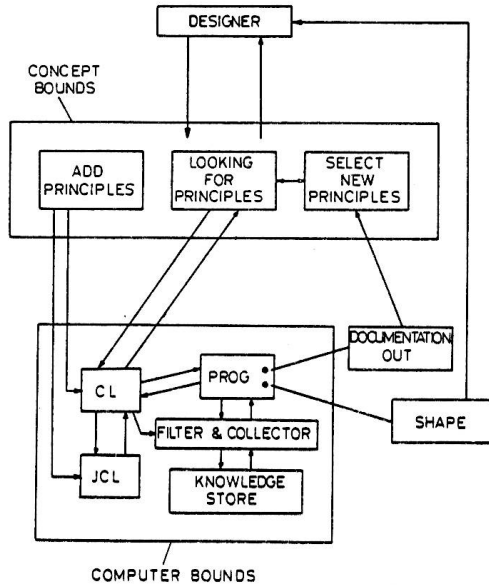 DESIGNER
CONCEPT
BOUNDS
ADD
PRINCIPLES
LOOKING
FOR
PRINCIPLES
SELECT
NEW
PRINCIPLES
DOCUMENTATION
OUT
CL
PROG
SHAPE
FILTER & COLLECTOR
JCL
KNOWLEDGE
STORE
COMPUTER BOUNDS